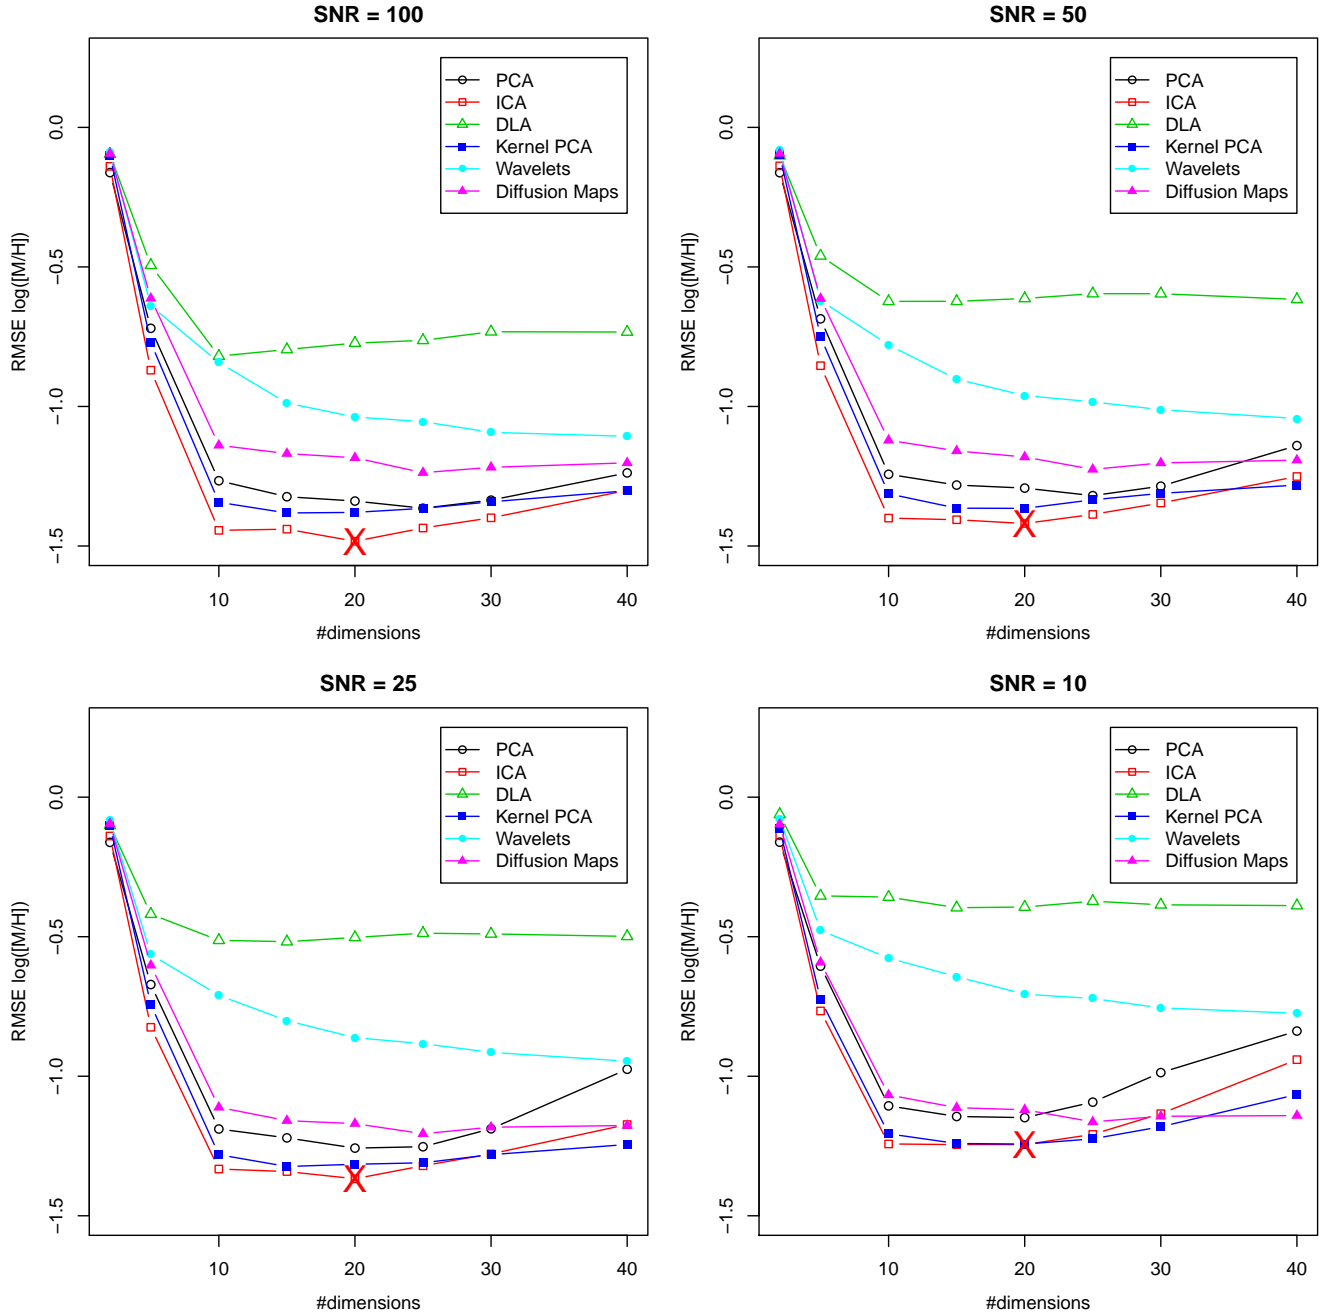 SNR = 100
0.0
−0.5
−1.0
−1.5
RMSE log([M/H])
PCA
ICA
DLA
Kernel PCA
Wavelets
Diffusion Maps
10
20
30
40
#dimensions
SNR = 50
0.0
−0.5
−1.0
−1.5
RMSE log([M/H])
PCA
ICA
DLA
Kernel PCA
Wavelets
Diffusion Maps
10
20
30
40
#dimensions
SNR = 25
0.0
−0.5
−1.0
−1.5
RMSE log([M/H])
PCA
ICA
DLA
Kernel PCA
Wavelets
Diffusion Maps
10
20
30
40
#dimensions
SNR = 10
0.0
−0.5
−1.0
−1.5
RMSE log([M/H])
PCA
ICA
DLA
Kernel PCA
Wavelets
Diffusion Maps
10
20
30
40
#dimensions